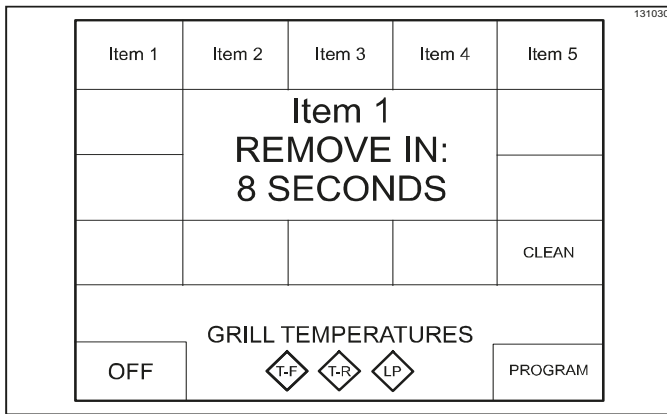 131030
Item 1 Item 2 Item 3 Item 4 Item 5
Item 1
REMOVE IN:
8 SECONDS
CLEAN
GRILL TEMPERATURES
OFF T-F T-R LP PROGRAM